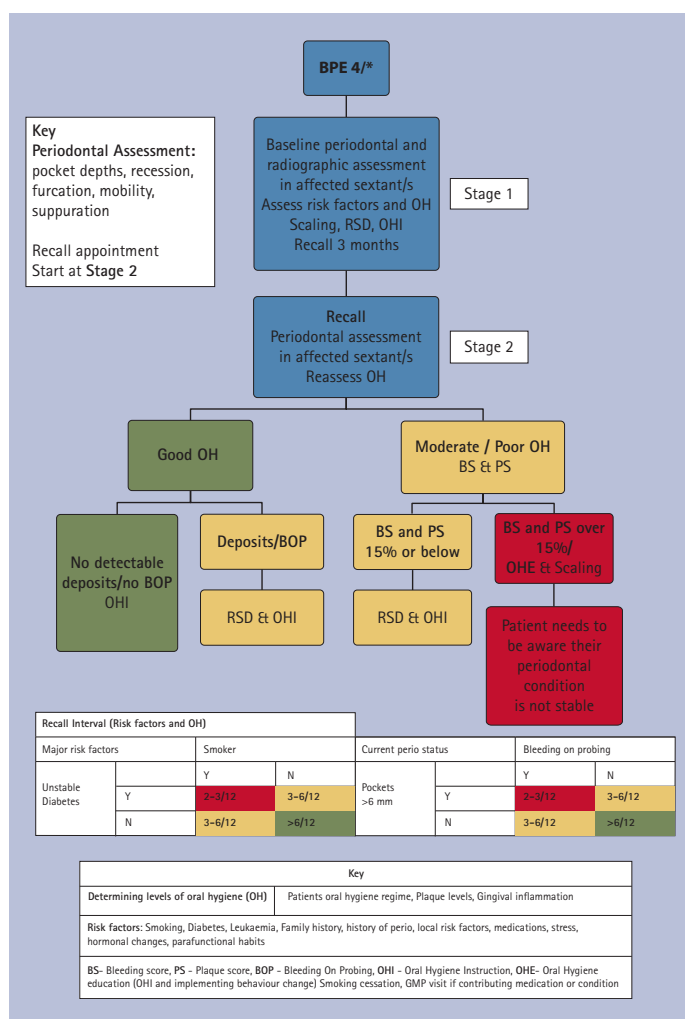 BPE 4/*
Key
Periodontal Assessment:
pocket depths, recession,
furcation, mobility,
suppuration
Recall appointment
Start at Stage 2
Baseline periodontal and
radiographic assessment
in affected sextant/s
Assess risk factors and OH
Scaling, RSD, OHI
Recall 3 months
Stage 1
Recall
Periodontal assessment
in affected sextant/s
Reassess OH
Stage 2
Good OH
Moderate / Poor OH
BS & PS
No detectable
deposits/no BOP
OHI
Deposits/BOP
RSD & OHI
BS and PS
15% or below
RSD & OHI
BS and PS over
15%/
OHE & Scaling
Patient needs to
be aware their
periodontal
condition
is not stable
Recall Interval (Risk factors and OH)
Major risk factors
Smoker
Current perio status
Bleeding on probing
Y
N
Y
N
Unstable
Diabetes
Y
2-3/12
3-6/12
Pockets
>6 mm
Y
2-3/12
3-6/12
N
3-6/12
>6/12
N
3-6/12
>6/12
Key
Determining levels of oral hygiene (OH)
Patients oral hygiene regime, Plaque levels, Gingival inflammation
Risk factors: Smoking, Diabetes, Leukaemia, Family history, history of perio, local risk factors, medications, stress,
hormonal changes, parafunctional habits
BS- Bleeding score, PS - Plaque score, BOP - Bleeding On Probing, OHI - Oral Hygiene Instruction, OHE- Oral Hygiene
education (OHI and implementing behaviour change) Smoking cessation, GMP visit if contributing medication or condition